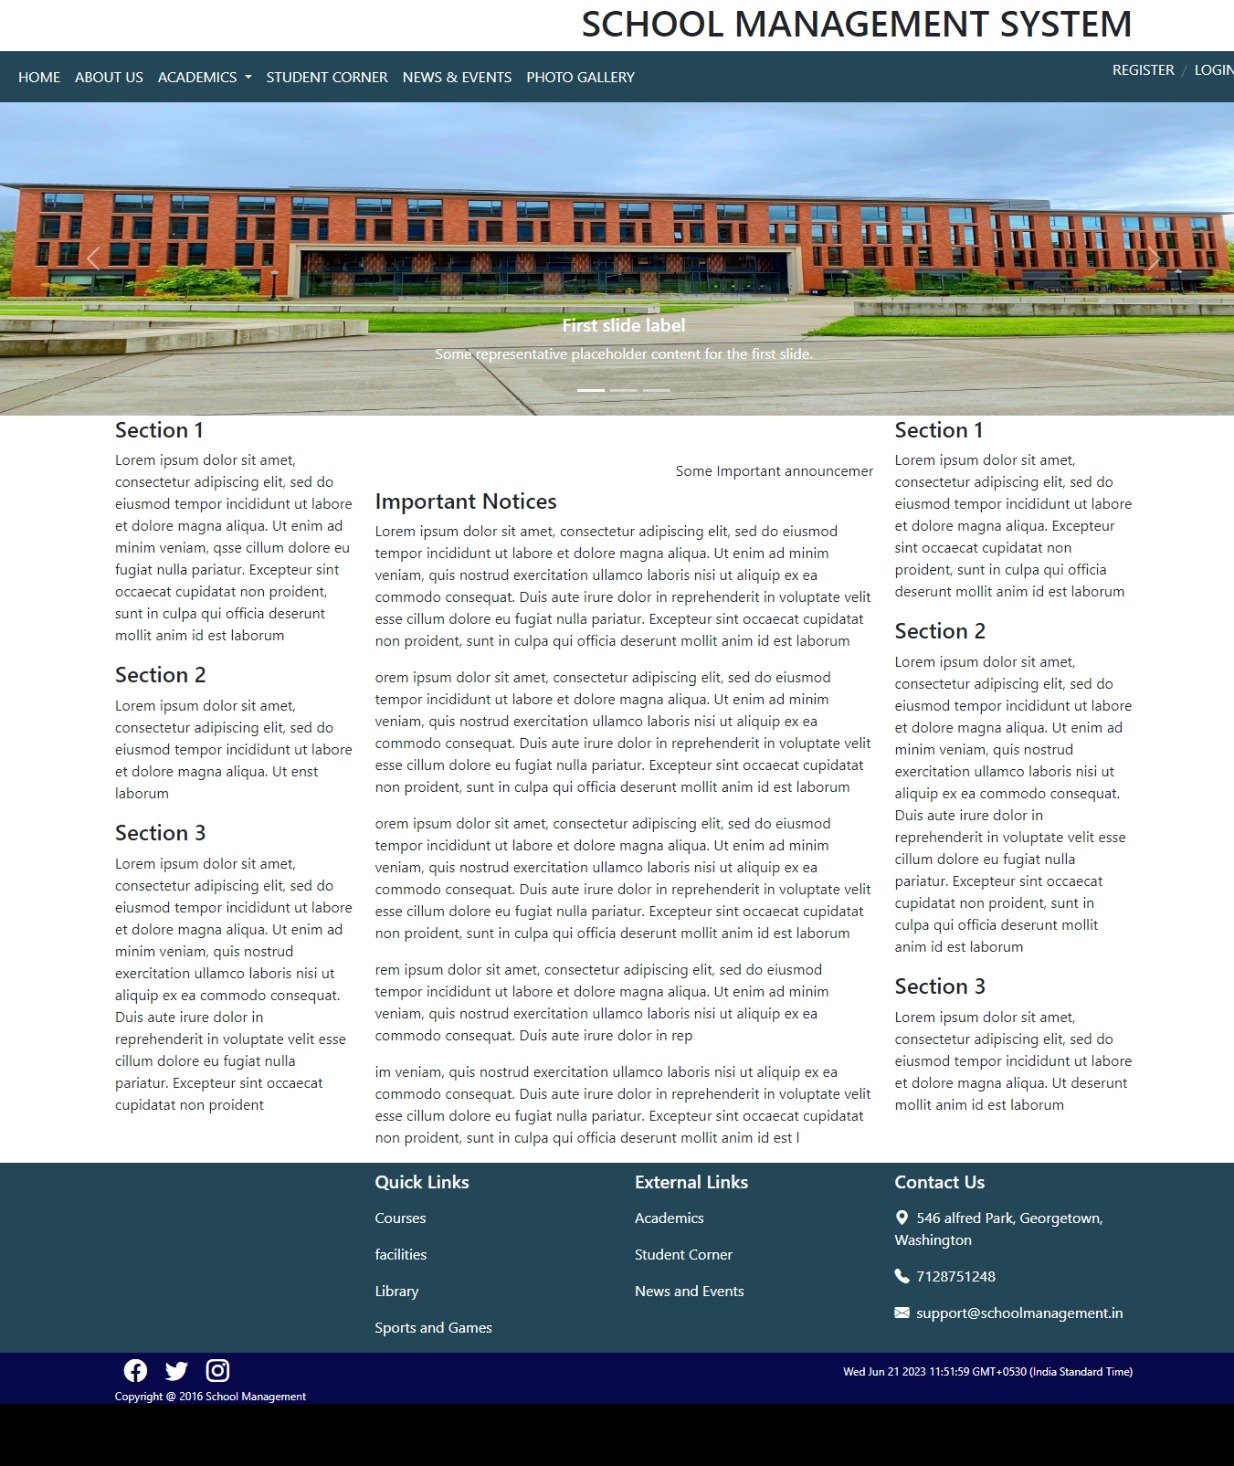 SCHOOL MANAGEMENT SYSTEM
HOME ABOUT US ACADEMICS STUDENT CORNER NEWS & EVENTS PHOTO GALLERY
REGISTER / LOGIN
First slide label
Some representative placeholder content for the first slide.
Section 1
Lorem ipsum dolor sit amet,
consectetur adipiscing elit, sed do
eiusmod tempor incididunt ut labore
et dolore magna aliqua. Ut enim ad
minim veniam, qsse cillum dolore eu
fugiat nulla pariatur. Excepteur sint
occaecat cupidatat non proident,
sunt in culpa qui officia deserunt
mollit anim id est laborum
Section 2
Lorem ipsum dolor sit amet,
consectetur adipiscing elit, sed do
eiusmod tempor incididunt ut labore
et dolore magna aliqua. Ut enst
laborum
Section 3
Lorem ipsum dolor sit amet,
consectetur adipiscing elit, sed do
eiusmod tempor incididunt ut labore
et dolore magna aliqua. Ut enim ad
minim veniam, quis nostrud
exercitation ullamco laboris nisi ut
aliquip ex ea commodo consequat.
Duis aute irure dolor in
reprehenderit in voluptate velit esse
cillum dolore eu fugiat nulla
pariatur. Excepteur sint occaecat
cupidatat non proident
Some Important announcemer
Important Notices
Lorem ipsum dolor sit amet, consectetur adipiscing elit, sed do eiusmod
tempor incididunt ut labore et dolore magna aliqua. Ut enim ad minim
veniam, quis nostrud exercitation ullamco laboris nisi ut aliquip ex ea
commodo consequat. Duis aute irure dolor in reprehenderit in voluptate velit
esse cillum dolore eu fugiat nulla pariatur. Excepteur sint occaecat cupidatat
non proident, sunt in culpa qui officia deserunt mollit anim id est laborum
orem ipsum dolor sit amet, consectetur adipiscing elit, sed do eiusmod
tempor incididunt ut labore et dolore magna aliqua. Ut enim ad minim
veniam, quis nostrud exercitation ullamco laboris nisi ut aliquip ex ea
commodo consequat. Duis aute irure dolor in reprehenderit in voluptate velit
esse cillum dolore eu fugiat nulla pariatur. Excepteur sint occaecat cupidatat
non proident, sunt in culpa qui officia deserunt mollit anim id est laborum
orem ipsum dolor sit amet, consectetur adipiscing elit, sed do eiusmod
tempor incididunt ut labore et dolore magna aliqua. Ut enim ad minim
veniam, quis nostrud exercitation ullamco laboris nisi ut aliquip ex ea
commodo consequat. Duis aute irure dolor in reprehenderit in voluptate velit
esse cillum dolore eu fugiat nulla pariatur. Excepteur sint occaecat cupidatat
non proident, sunt in culpa qui officia deserunt mollit anim id est laborum
rem ipsum dolor sit amet, consectetur adipiscing elit, sed do eiusmod
tempor incididunt ut labore et dolore magna aliqua. Ut enim ad minim
veniam, quis nostrud exercitation ullamco laboris nisi ut aliquip ex ea
commodo consequat. Duis aute irure dolor in rep
im veniam, quis nostrud exercitation ullamco laboris nisi ut aliquip ex ea
commodo consequat. Duis aute irure dolor in reprehenderit in voluptate velit
esse cillum dolore eu fugiat nulla pariatur. Excepteur sint occaecat cupidatat
non proident, sunt in culpa qui officia deserunt mollit anim id est l
Section 1
Lorem ipsum dolor sit amet,
consectetur adipiscing elit, sed do
eiusmod tempor incididunt ut labore
et dolore magna aliqua. Excepteur
sint occaecat cupidatat non
proident, sunt in culpa qui officia
deserunt mollit anim id est laborum
Section 2
Lorem ipsum dolor sit amet,
consectetur adipiscing elit, sed do
eiusmod tempor incididunt ut labore
et dolore magna aliqua. Ut enim ad
minim veniam, quis nostrud
exercitation ullamco laboris nisi ut
aliquip ex ea commodo consequat.
Duis aute irure dolor in
reprehenderit in voluptate velit esse
cillum dolore eu fugiat nulla
pariatur. Excepteur sint occaecat
cupidatat non proident, sunt in
culpa qui officia deserunt mollit
anim id est laborum
Section 3
Lorem ipsum dolor sit amet,
consectetur adipiscing elit, sed do
eiusmod tempor incididunt ut labore
et dolore magna aliqua. Ut deserunt
mollit anim id est laborum
Quick Links
Courses
facilities
Library
Sports and Games
External Links
Academics
Student Corner
News and Events
Contact Us
546 alfred Park, Georgetown,
Washington
7128751248
support@schoolmanagement.in
Copyright @ 2016 School Management
Wed Jun 21 2023 11:51:59 GMT+0530 (India Standard Time)